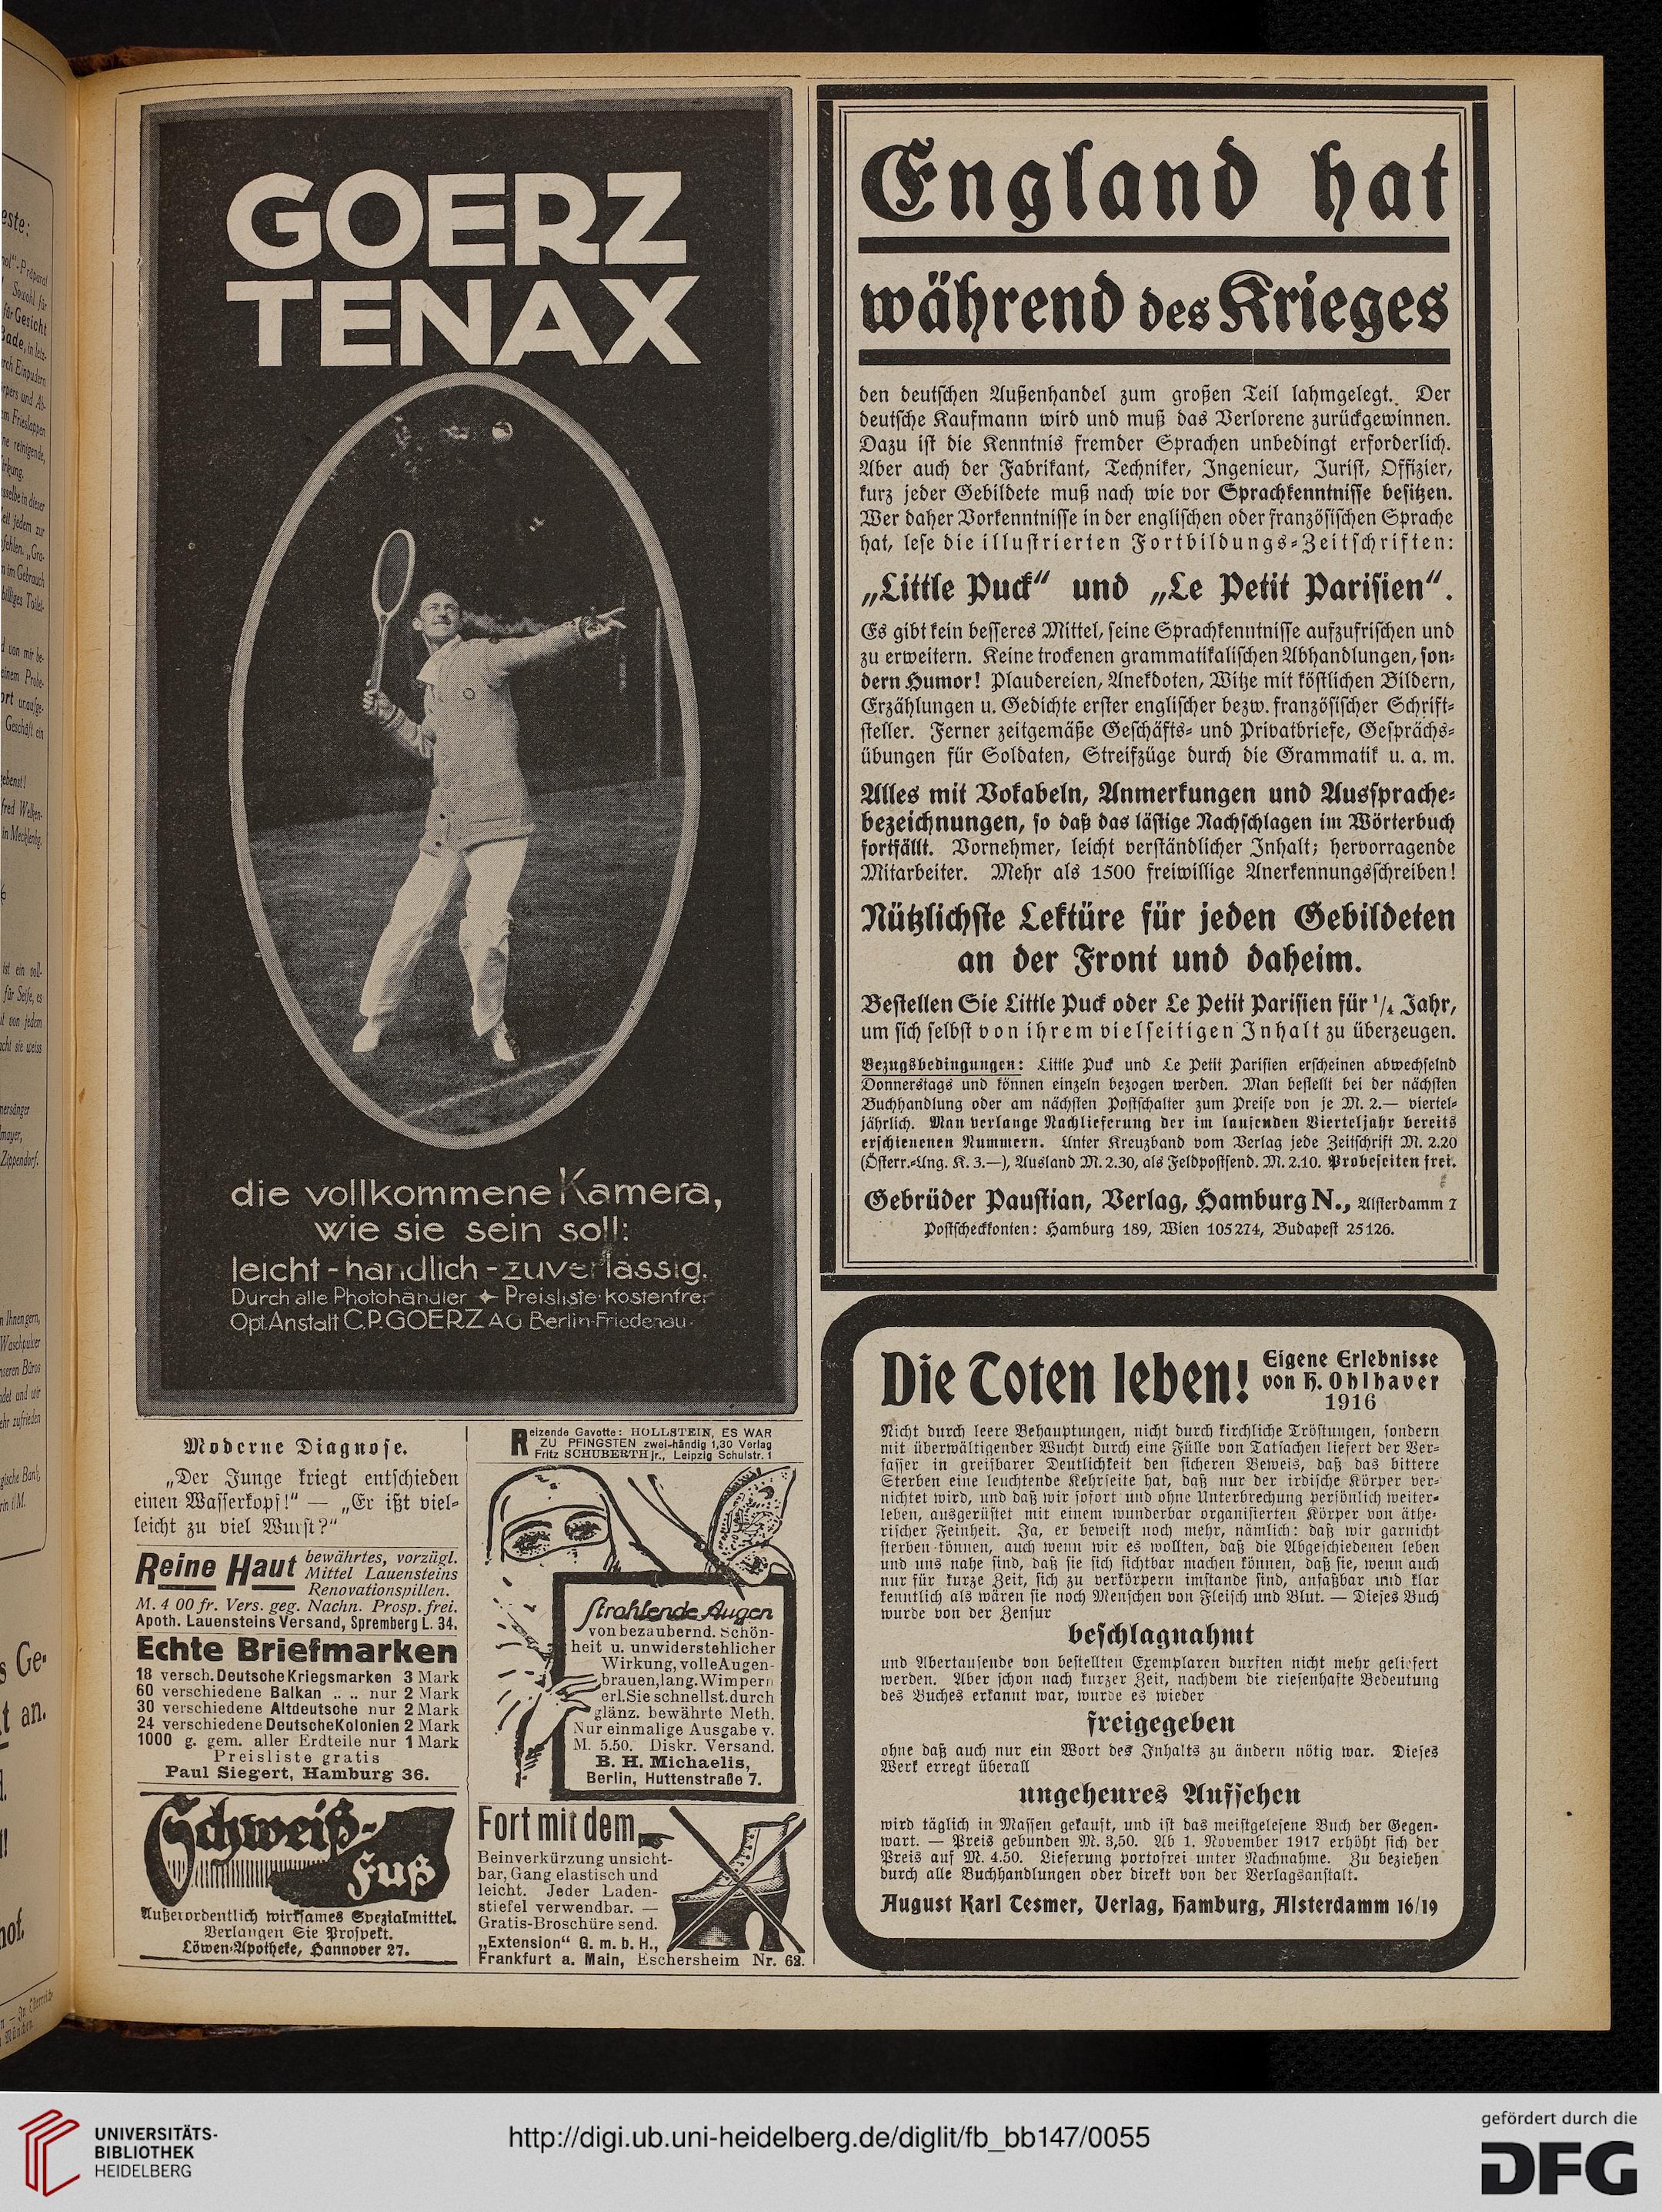 GOERZ
TENAX
die vollkommene Kamera,
wie sie sein soll:
leicht - handlich - zuverlässig.
Durch alle Photohändler Preisliste kostenfrei
Opt. Anstalt C.P. GOERZ AG Berlin-Friedenau.
Moderne Diagnose.
„Der Junge kriegt entschieden
einen Wasserkopf!“ — „Er ißt viel-
leicht zu viel Wurst?“
Reine Haut bewährtes, vorzügl.
Mittel Lauensteins
Renovationspillen.
M. 4 00 fr. Vers. geg. Nachn. Prosp. frei.
Apoth. Lauensteins Versand, Spremberg L. 34.
Echte Briefmarken
18 versch. Deutsche Kriegsmarken 3 Mark
60 verschiedene Balkan .. .. nur 2 Mark
30 verschiedene Altdeutsche nur 2 Mark
24 verschiedene Deutsche Kolonien 2 Mark
1000 g. gem. aller Erdteile nur 1 Mark
Preisliste gratis
Paul Siegert, Hamburg 36.
Schweiß-
Fuß
Außerordentlich wirksames Spezialmittel.
Verlangen Sie Prospekt.
Löwen-Apotheke, Hannover 27.
Reizende Gavotte: HOLLSTEIN, ES WAR
ZU PFINGSTEN zwei-händig 1,30 Verlag
Fritz SCHUBERTH jr., Leipzig Schulstr. 1
Strahlende Augen
von bezaubernd. Schön-
heit u. unwiderstehlicher
Wirkung, volle Augen-
brauen, lang. Wimpern
erl. Sie schnellst. durch
glänz. bewährte Meth.
Nur einmalige Ausgabe v.
M. 5.50. Diskr. Versand.
B. H. Michaelis,
Berlin, Huttenstraße 7.
Fort mit dem
Beinverkürzung unsicht-
bar, Gang elastisch und
leicht. Jeder Laden-
stiefel verwendbar. —
Gratis-Broschüre send.
„Extension“ G. m. b. H.,
Frankfurt a. Main, Eschersheim Nr. 62.
England hat
während des Krieges
den deutschen Außenhandel zum großen Teil lahmgelegt. Der
deutsche Kaufmann wird und muß das Verlorene zurückgewinnen.
Dazu ist die Kenntnis fremder Sprachen unbedingt erforderlich.
Aber auch der Fabrikant, Techniker, Ingenieur, Jurist, Offizier,
kurz jeder Gebildete muß nach wie vor Sprachkenntnisse besitzen.
Wer daher Vorkenntnisse in der englischen oder französischen Sprache
hat, lese die illustrierten Fortbildungs-Zeitschriften:
„Little Puck“ und „Le Petit Parisien“.
Es gibt kein besseres Mittel, seine Sprachkenntnisse aufzufrischen und
zu erweitern. Keine trockenen grammatikalischen Abhandlungen, son-
dern Humor! Plaudereien, Anekdoten, Witze mit köstlichen Bildern,
Erzählungen u. Gedichte erster englischer bezw. französischer Schrift-
steller. Ferner zeitgemäße Geschäfts- und Privatbriefe, Gesprächs-
übungen für Soldaten, Streifzüge durch die Grammatik u. a. m.
Alles mit Vokabeln, Anmerkungen und Aussprache-
bezeichnungen, so daß das lästige Nachschlagen im Wörterbuch
fortfällt. Vornehmer, leicht verständlicher Inhalt; hervorragende
Mitarbeiter. Mehr als 1500 freiwillige Anerkennungsschreiben!
Nützlichste Lektüre für jeden Gebildeten
an der Front und daheim.
Bestellen Sie Little Puck oder Le Petit Parisien für 1/4 Jahr,
um sich selbst von ihrem vielseitigen Inhalt zu überzeugen.
Bezugsbedingungen: Little Puck und Le Petit Parisien erscheinen abwechselnd
Donnerstags und können einzeln bezogen werden. Man bestellt bei der nächsten
Buchhandlung oder am nächsten Postschalter zum Preise von je M. 2.— viertel-
jährlich. Man verlange Nachlieferung der im laufenden Vierteljahr bereits
erschienenen Nummern. Unter Kreuzband vom Verlag jede Zeitschrift M. 2.20
(Österr.-Ung. K. 3.—), Ausland M. 2.30, als Feldpostsend. M. 2.10. Probeseiten frei.
Gebrüder Paustian, Verlag, Hamburg N., Alsterdamm 7
Postscheckkonten: Hamburg 189, Wien 105274, Budapest 25126.
Die Toten leben! Eigene Erlebnisse
von H. Ohlhaver
1916
Nicht durch leere Behauptungen, nicht durch kirchliche Tröstungen, sondern
mit überwältigender Wucht durch eine Fülle von Tatsachen liefert der Ver-
fasser in greifbarer Deutlichkeit den sicheren Beweis, daß das bittere
Sterben eine leuchtende Kehrseite hat, daß nur der irdische Körper ver-
nichtet wird, und daß wir sofort und ohne Unterbrechung persönlich weiter-
leben, ausgerüstet mit einem wunderbar organisierten Körper von äthe-
rischer Feinheit. Ja, er beweist noch mehr, nämlich: daß wir garnicht
sterben können, auch wenn wir es wollten, daß die Abgeschiedenen leben
und uns nahe sind, daß sie sich sichtbar machen können, daß sie, wenn auch
nur für kurze Zeit, sich zu verkörpern imstande sind, anfaßbar und klar
kenntlich als wären sie noch Menschen von Fleisch und Blut. — Dieses Buch
wurde von der Zensur
beschlagnahmt
und Abertausende von bestellten Exemplaren durften nicht mehr geliefert
werden. Aber schon nach kurzer Zeit, nachdem die riesenhafte Bedeutung
des Buches erkannt war, wurde es wieder
freigegeben
ohne daß auch nur ein Wort des Inhalts zu ändern nötig war. Dieses
Werk erregt überall
ungeheures Aufsehen
wird täglich in Massen gekauft, und ist das meistgelesene Buch der Gegen-
wart. — Preis gebunden M. 3,50. Ab 1. November 1917 erhöht sich der
Preis auf M. 4.50. Lieferung portofrei unter Nachnahme. Zu beziehen
durch alle Buchhandlungen oder direkt von der Verlagsanstalt.
August Karl Tesmer, Verlag, Hamburg, Alsterdamm 16/19
UNIVERSITÄTS-
BIBLIOTHEK
HEIDELBERG
http://digi.ub.uni-heidelberg.de/diglit/fb_bb147/0055
gefördert durch die
DFG